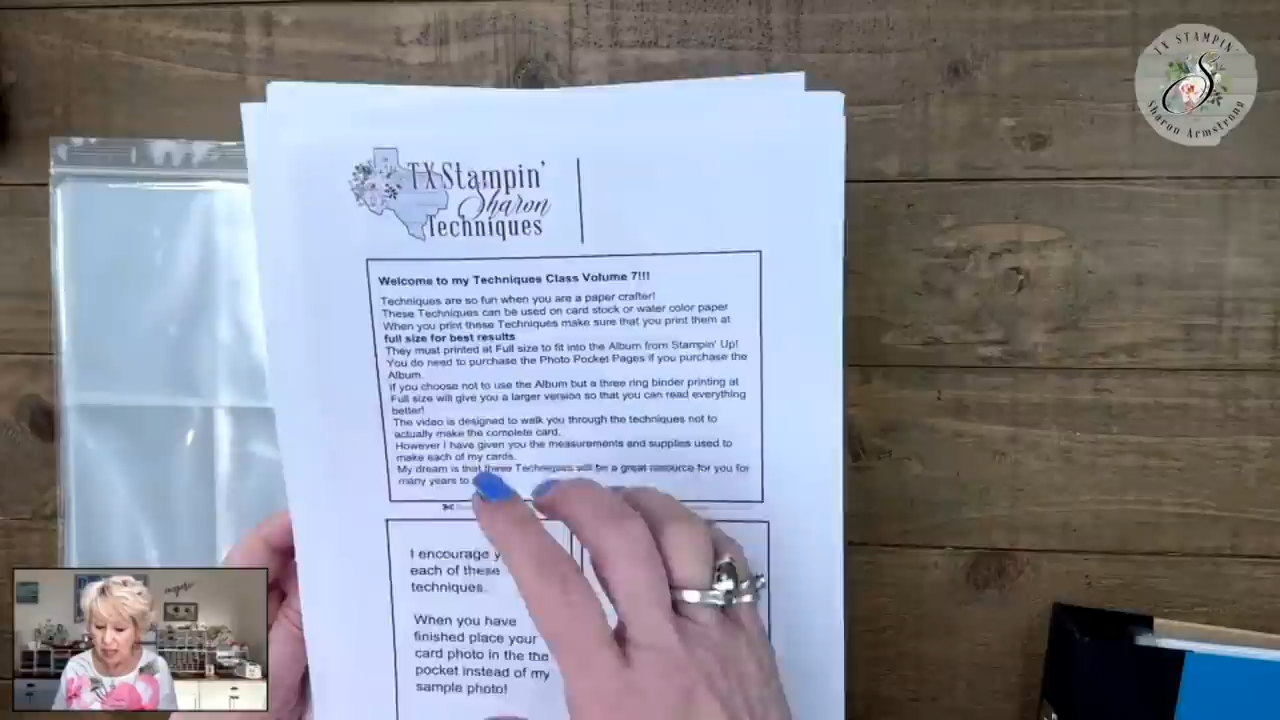 TX STAMPIN'
S
Sharon Armstrong
TX Stampin'
Sharon
Techniques
Welcome to my Techniques Class Volume 7!!!
Techniques are so fun when you are a paper crafter!
These Techniques can be used on card stock or water color paper
When you print these Techniques make sure that you print them at
full size for best results
They must printed at Full size to fit into the Album from Stampin' Up!
You do need to purchase the Photo Pocket Pages if you purchase the
Album.
If you choose not to use the Album but a three ring binder printing at
Full size will give you a larger version so that you can read everything
better!
The video is designed to walk you through the techniques not to
actually make the complete card.
However I have given you the measurements and supplies used to
make each of my cards.
My dream is that these Techniques will be a great resource for you for
many years to
I encourage y
each of these
techniques.
When you have
finished place your
card photo in the the
pocket instead of my
sample photo!